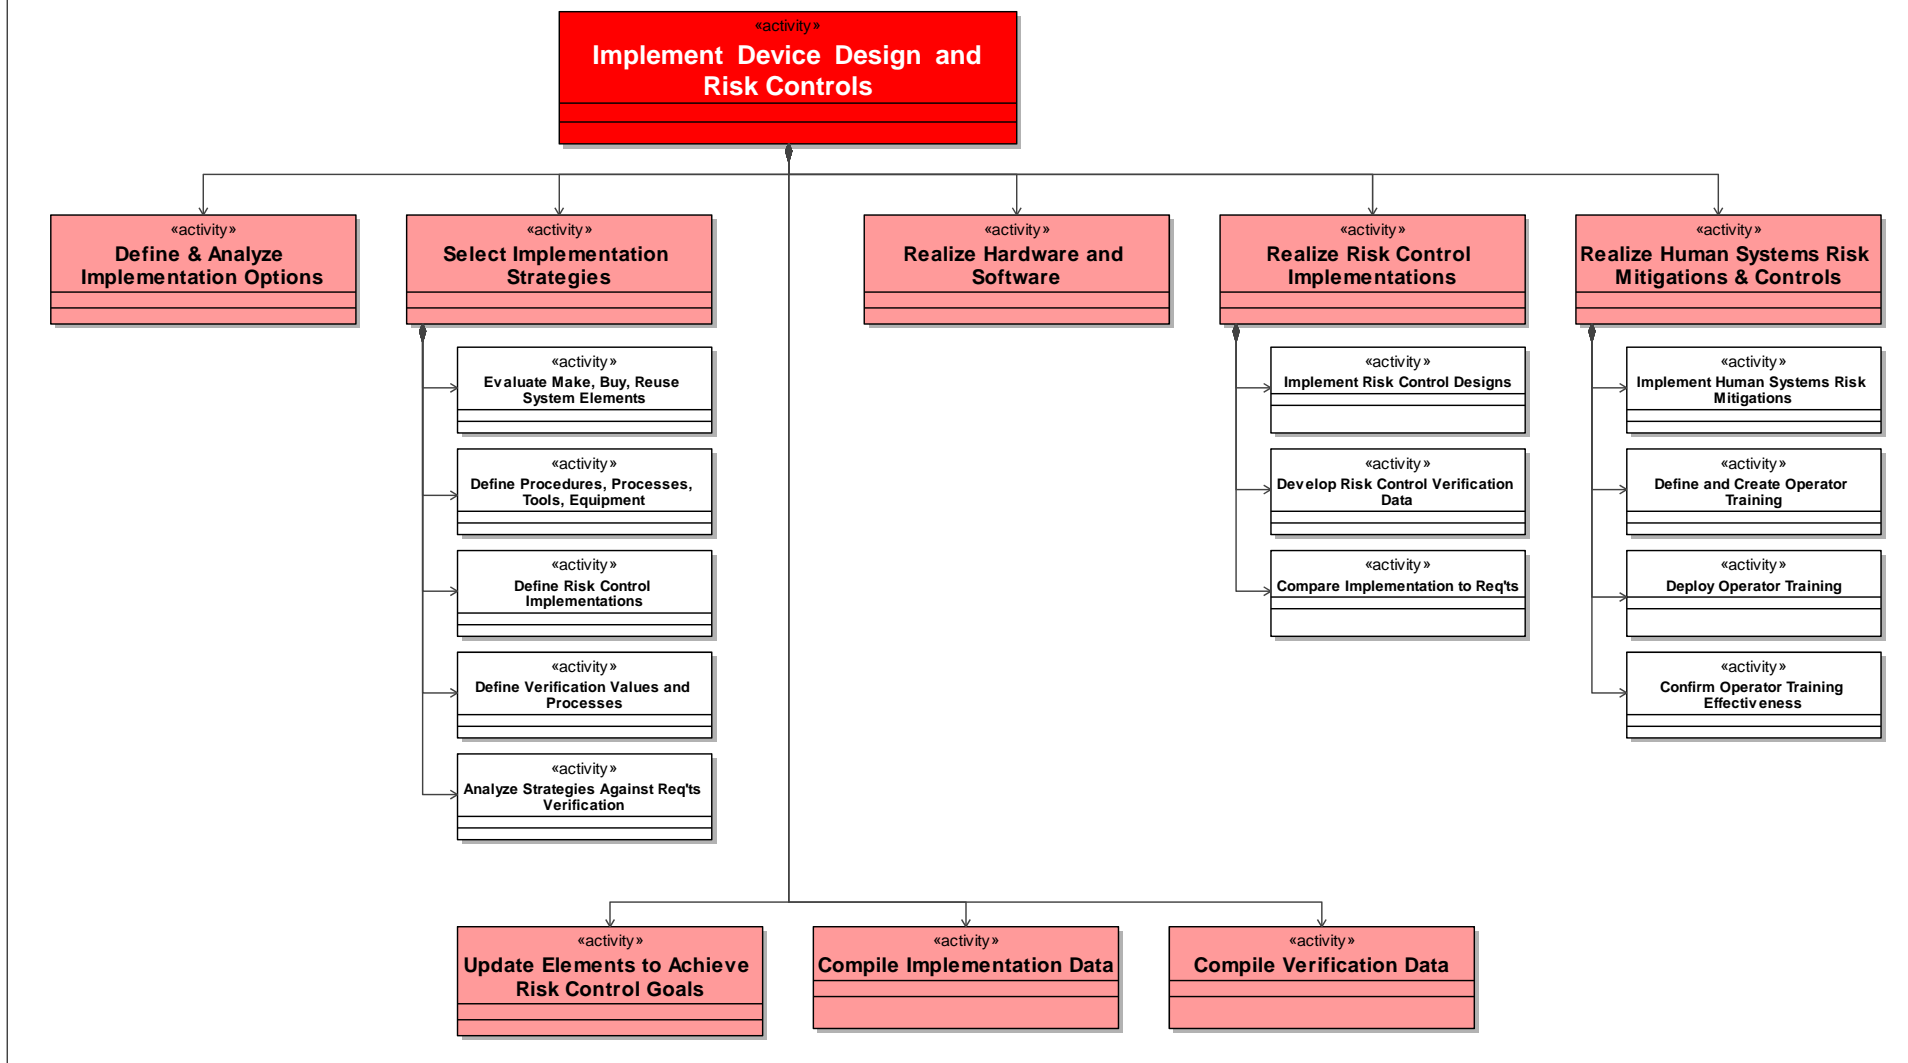 «activity»
Implement Device Design and
Risk Controls
«activity»
Define & Analyze
Implementation Options
«activity»
Select Implementation
Strategies
«activity»
Evaluate Make, Buy, Reuse
System Elements
«activity»
Define Procedures, Processes,
Tools, Equipment
«activity»
Define Risk Control
Implementations
«activity»
Define Verification Values and
Processes
«activity»
Analyze Strategies Against Req'ts
Verification
«activity»
Realize Hardware and
Software
«activity»
Realize Risk Control
Implementations
«activity»
Implement Risk Control Designs
«activity»
Develop Risk Control Verification
Data
«activity»
Compare Implementation to Req'ts
«activity»
Realize Human Systems Risk
Mitigations & Controls
«activity»
Implement Human Systems Risk
Mitigations
«activity»
Define and Create Operator
Training
«activity»
Deploy Operator Training
«activity»
Confirm Operator Training
Effectiveness
«activity»
Update Elements to Achieve
Risk Control Goals
«activity»
Compile Implementation Data
«activity»
Compile Verification Data